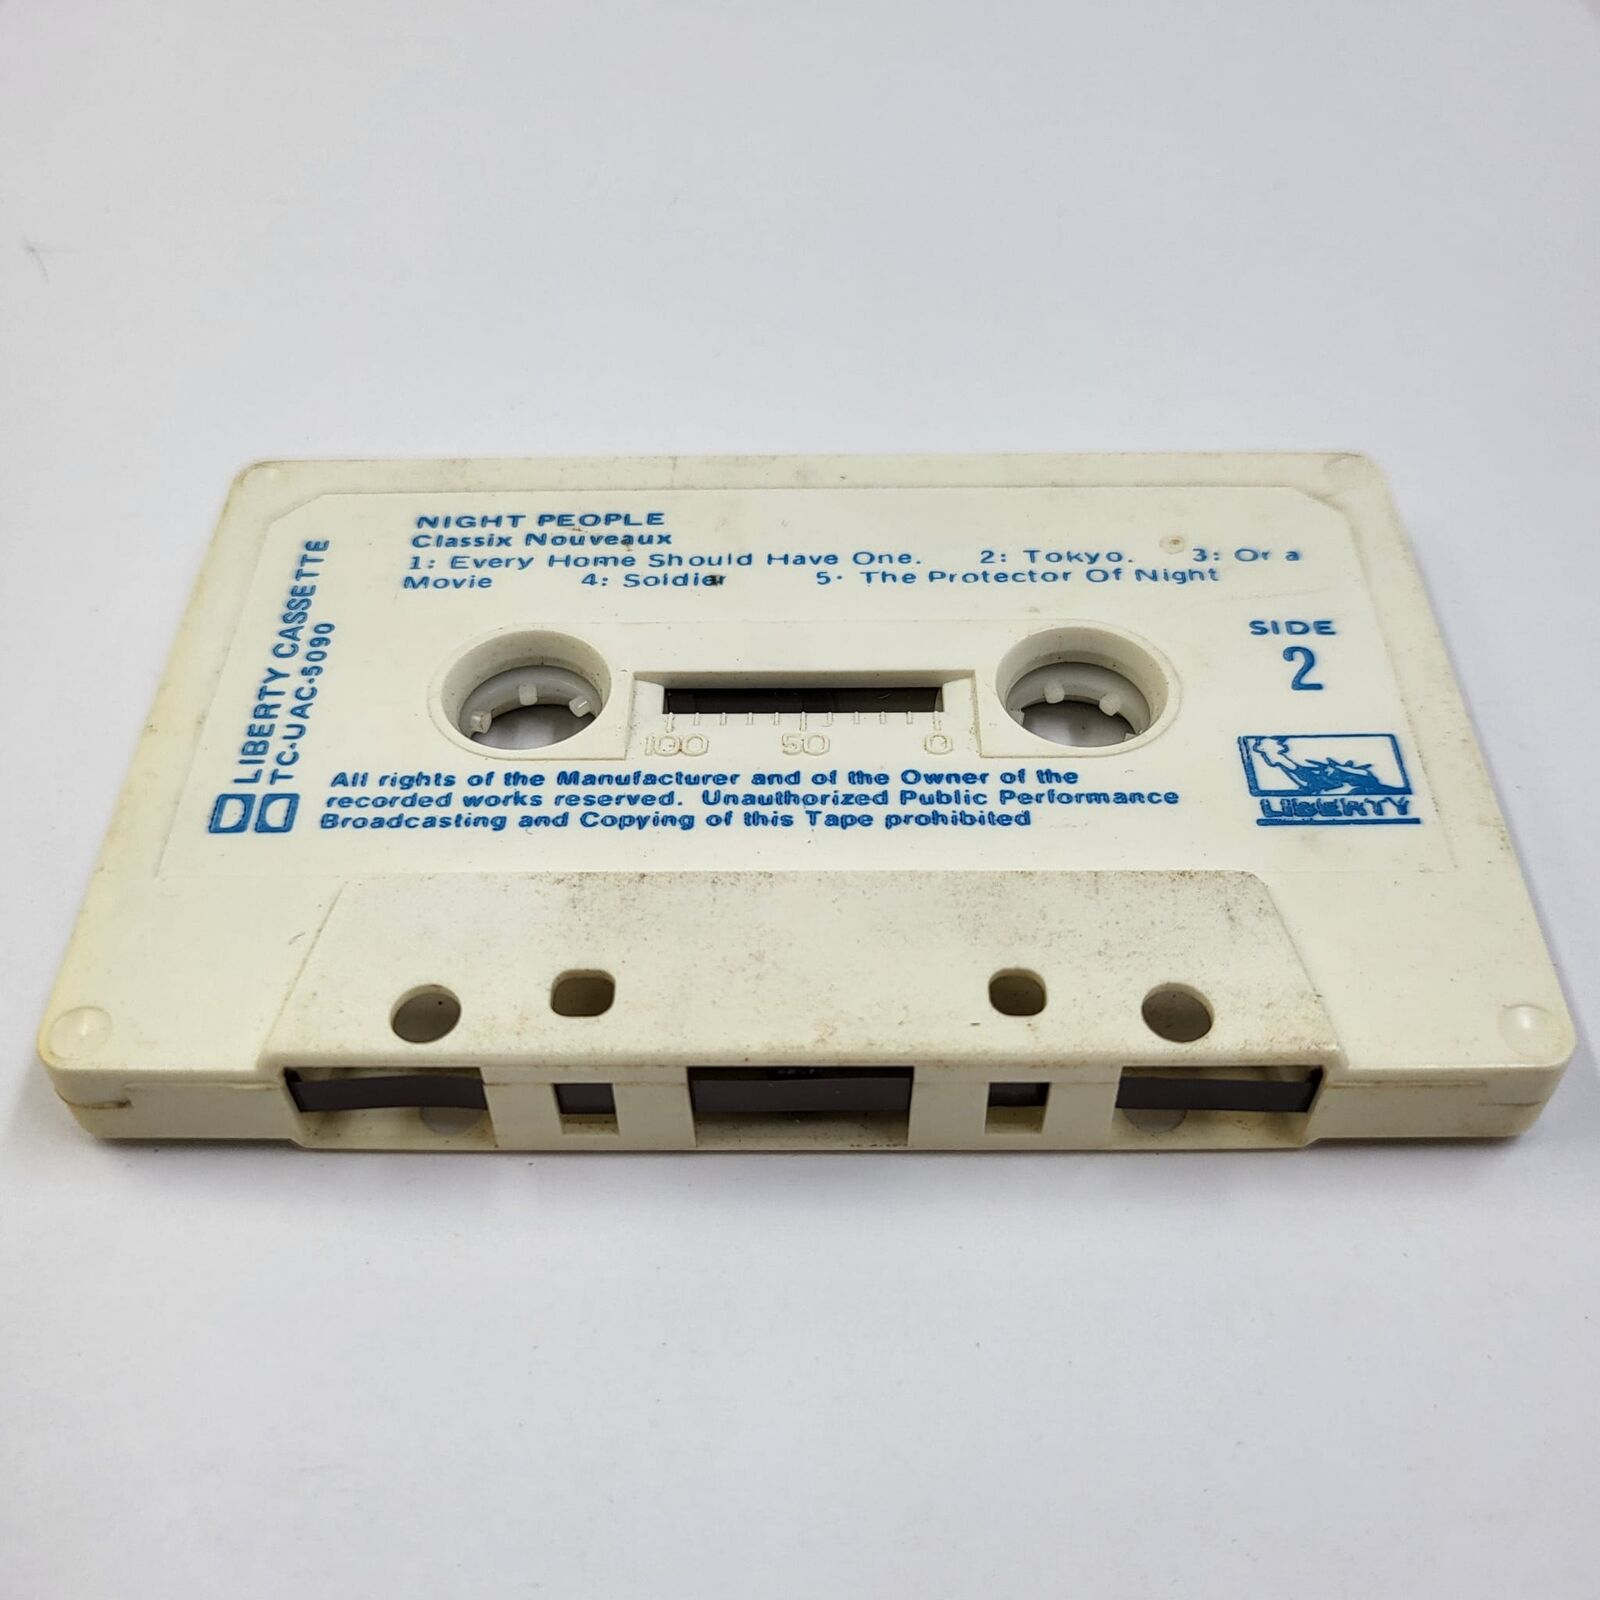 NIGHT PEOPLE
Classix Nouveaux
1: Every Home Should Have One. 2: Tokyo. 3: Or a
Movie 4: Soldier 5· The Protector Of Night
LIBERTY CASSETTE
TC·UAC·5090
SIDE
2
100 50 0
All rights of the Manufacturer and of the Owner of the
recorded works reserved. Unauthorized Public Performance
Broadcasting and Copying of this Tape prohibited
LIBERTY